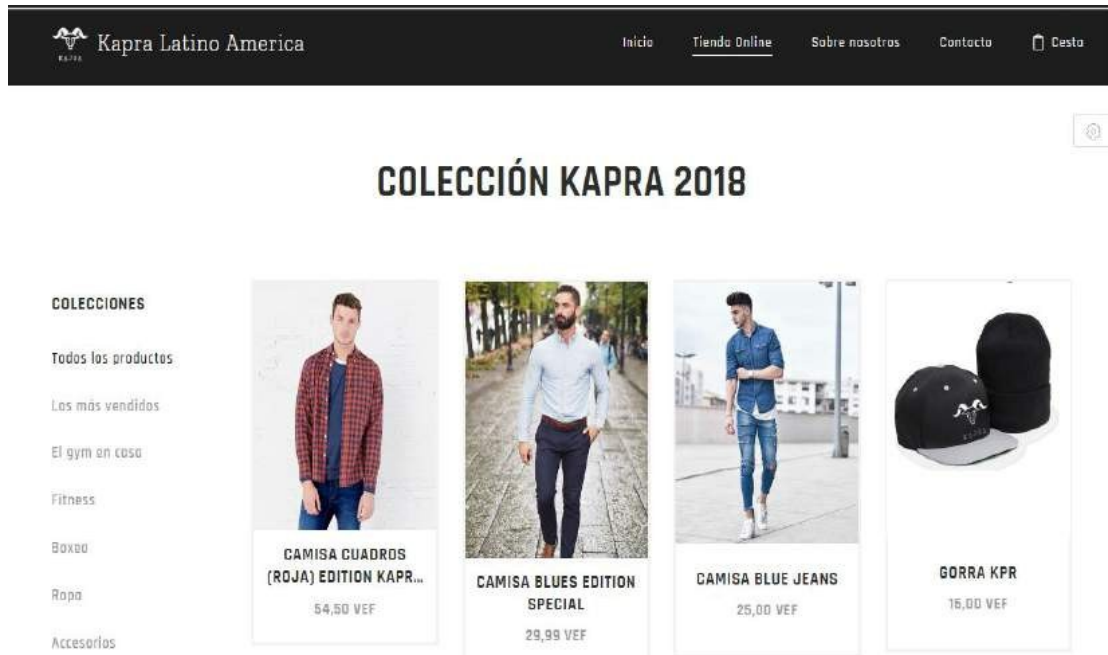 Kapra Latino America
KAPRA
Inicio
Tienda Online
Sobre nosotros
Contacto
Cesta
COLECCIÓN KAPRA 2018
COLECCIONES
Todos los productos
Los más vendidos
El gym en casa
Fitness
Boxeo
Ropa
Accesorios
CAMISA CUADROS
(ROJA) EDITION KAPR...
54,50 VEF
CAMISA BLUES EDITION
SPECIAL
29,99 VEF
CAMISA BLUE JEANS
25,00 VEF
KAPRA
GORRA KPR
16,00 VEF